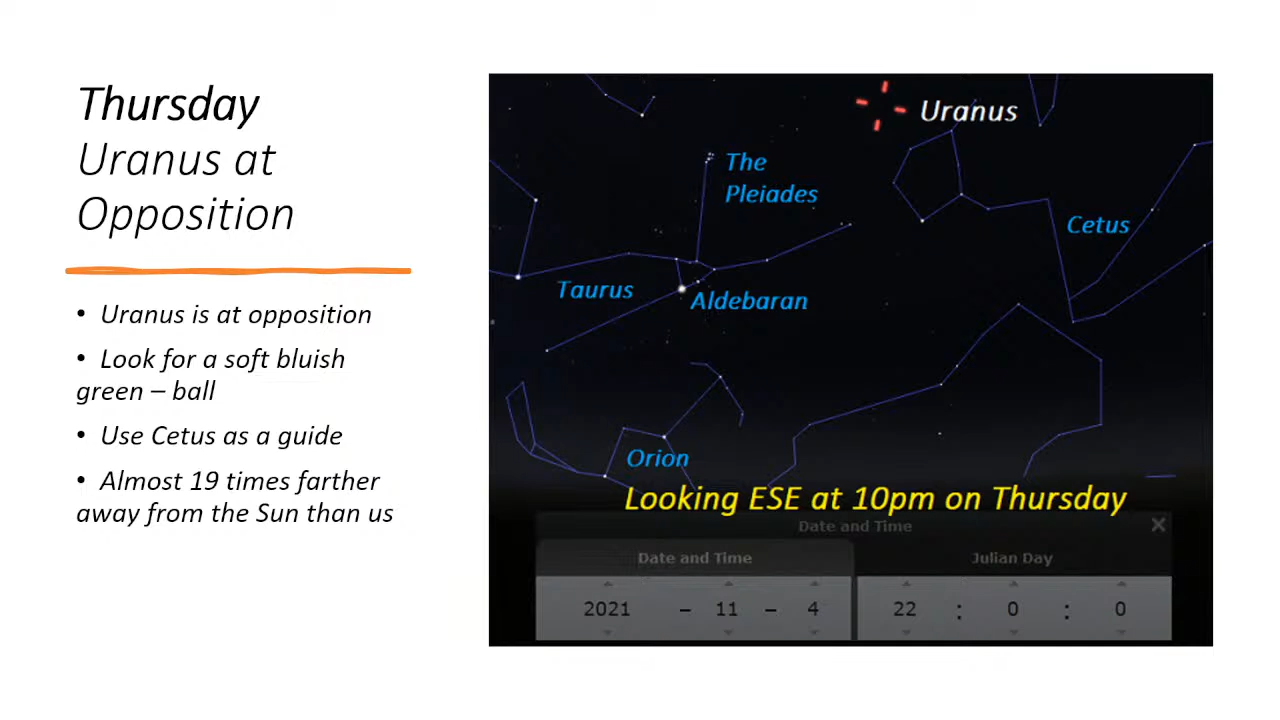 Thursday
Uranus at
Opposition
• Uranus is at opposition
• Look for a soft bluish
green – ball
• Use Cetus as a guide
• Almost 19 times farther
away from the Sun than us
Uranus
The
Pleiades
Cetus
Taurus
Aldebaran
Orion
Looking ESE at 10pm on Thursday
Date and Time
Date and Time
Julian Day
2021 – 11 – 4 22 : 0 : 0